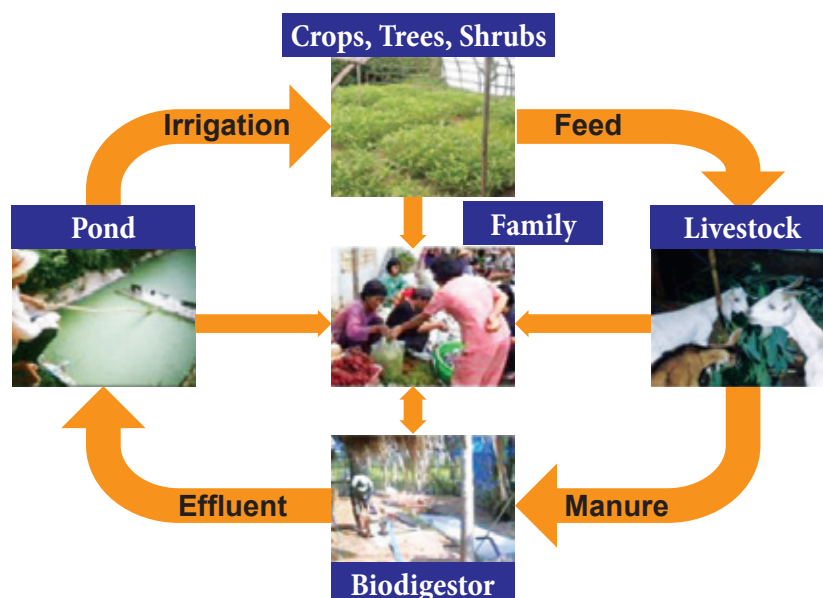 Crops, Trees, Shrubs
Irrigation
Feed
Pond
Family
Livestock
Effluent
Manure
Biodigestor